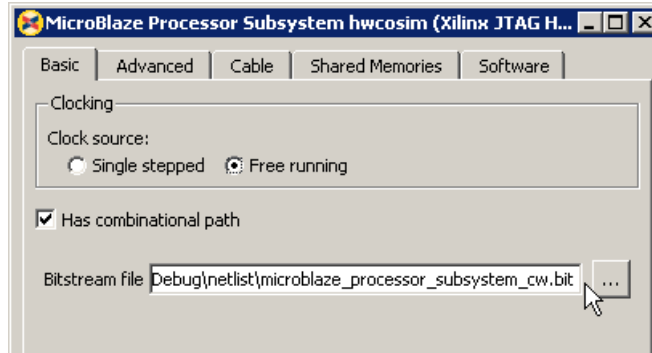 MicroBlaze Processor Subsystem hwcosim (Xilinx JTAG H...
Basic Advanced Cable Shared Memories Software
Clocking
Clock source:
Single stepped Free running
Has combinational path
Bitstream file Debug\netlist\microblaze_processor_subsystem_cw.bit ...